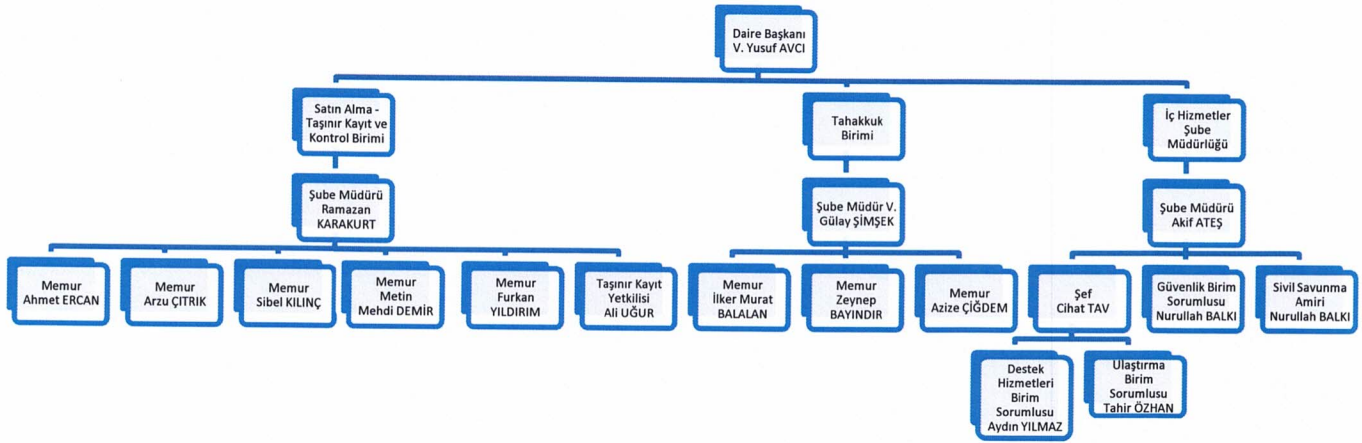 Daire Başkanı
V. Yusuf AVCI
Satın Alma -
Taşınır Kayıt ve
Kontrol Birimi
Tahakkuk
Birimi
İç Hizmetler
Şube
Müdürlüğü
Şube Müdürü
Ramazan
KARAKURT
Şube Müdür V.
Gülay ŞİMŞEK
Şube Müdürü
Akif ATEŞ
Memur
Ahmet ERCAN
Memur
Arzu ÇITRIK
Memur
Sibel KILINÇ
Memur
Metin
Mehdi DEMİR
Memur
Furkan
YILDIRIM
Taşınır Kayıt
Yetkilisi
Ali UĞUR
Memur
İlker Murat
BALALAN
Memur
Zeynep
BAYINDIR
Memur
Azize ÇİĞDEM
Şef
Cihat TAV
Güvenlik Birim
Sorumlusu
Nurullah BALKI
Sivil Savunma
Amiri
Nurullah BALKI
Destek
Hizmetleri
Birim
Sorumlusu
Aydın YILMAZ
Ulaştırma
Birim
Sorumlusu
Tahir ÖZHAN